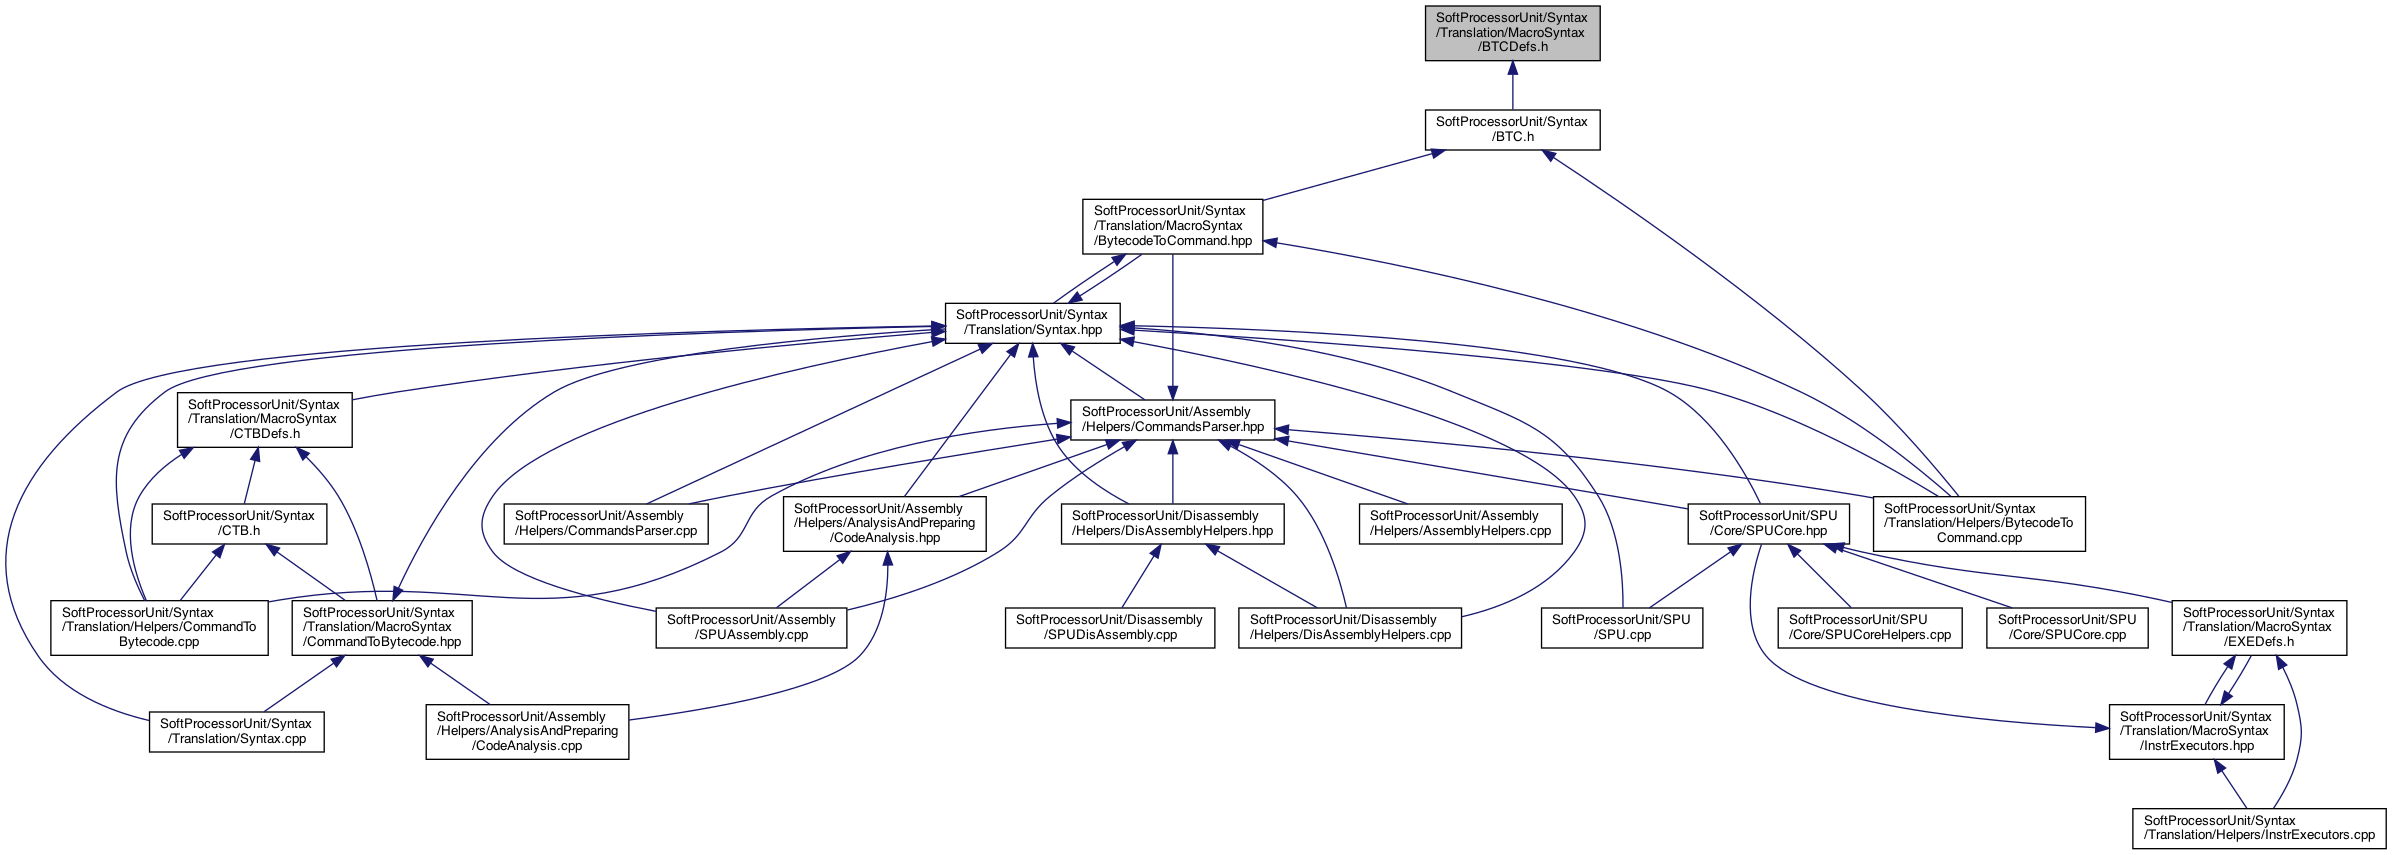 SoftProcessorUnit/Syntax
/Translation/MacroSyntax
/BTCDefs.h
SoftProcessorUnit/Syntax
/BTC.h
SoftProcessorUnit/Syntax
/Translation/MacroSyntax
/BytecodeToCommand.hpp
SoftProcessorUnit/Syntax
/Translation/Syntax.hpp
SoftProcessorUnit/Syntax
/Translation/MacroSyntax
/CTBDefs.h
SoftProcessorUnit/Assembly
/Helpers/CommandsParser.hpp
SoftProcessorUnit/Syntax
/CTB.h
SoftProcessorUnit/Assembly
/Helpers/CommandsParser.cpp
SoftProcessorUnit/Assembly
/Helpers/AnalysisAndPreparing
/CodeAnalysis.hpp
SoftProcessorUnit/Disassembly
/Helpers/DisAssemblyHelpers.hpp
SoftProcessorUnit/Assembly
/Helpers/AssemblyHelpers.cpp
SoftProcessorUnit/SPU
/Core/SPUCore.hpp
SoftProcessorUnit/Syntax
/Translation/Helpers/BytecodeTo
Command.cpp
SoftProcessorUnit/Syntax
/Translation/Helpers/CommandTo
Bytecode.cpp
SoftProcessorUnit/Syntax
/Translation/MacroSyntax
/CommandToBytecode.hpp
SoftProcessorUnit/Assembly
/SPUAssembly.cpp
SoftProcessorUnit/Disassembly
/SPUDisAssembly.cpp
SoftProcessorUnit/Disassembly
/Helpers/DisAssemblyHelpers.cpp
SoftProcessorUnit/SPU
/SPU.cpp
SoftProcessorUnit/SPU
/Core/SPUCoreHelpers.cpp
SoftProcessorUnit/SPU
/Core/SPUCore.cpp
SoftProcessorUnit/Syntax
/Translation/MacroSyntax
/EXEDefs.h
SoftProcessorUnit/Syntax
/Translation/Syntax.cpp
SoftProcessorUnit/Assembly
/Helpers/AnalysisAndPreparing
/CodeAnalysis.cpp
SoftProcessorUnit/Syntax
/Translation/MacroSyntax
/InstrExecutors.hpp
SoftProcessorUnit/Syntax
/Translation/Helpers/InstrExecutors.cpp